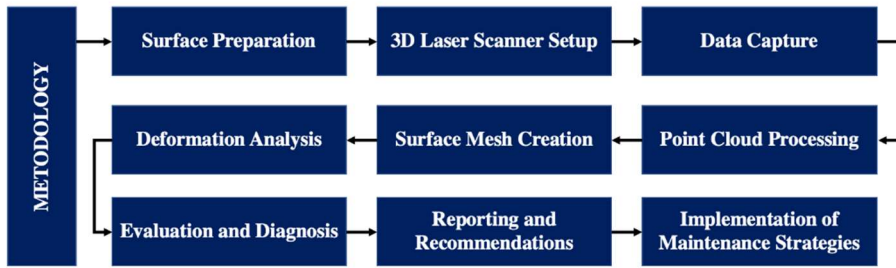 METODOLOGY
Surface Preparation
3D Laser Scanner Setup
Data Capture
Point Cloud Processing
Surface Mesh Creation
Deformation Analysis
Evaluation and Diagnosis
Reporting and
Recommendations
Implementation of
Maintenance Strategies